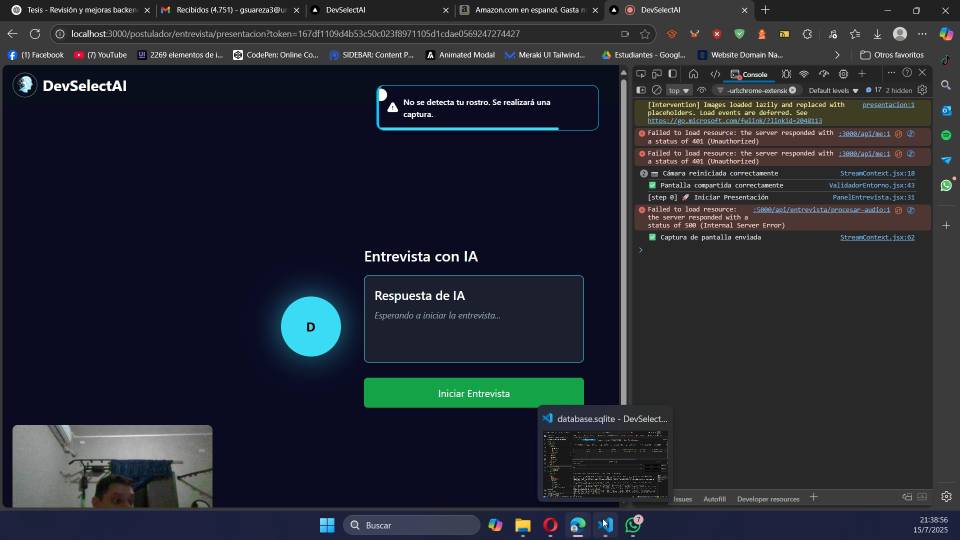 Tesis - Revisión y mejoras backen
Recibidos (4,751) - gsuareza3@ur
DevSelectAI
Amazon.com en espanol. Gasta m
DevSelectAI
localhost:3000/postulador/entrevista/presentacion?token=167df1109d4b53c50c023f8971105d1cdae0569247274427
(1) Facebook
(7) YouTube
2269 elementos de i...
CodePen: Online Co...
SIDEBAR: Content P...
Animated Modal
Meraki UI Tailwind...
Estudiantes - Googl...
Website Domain Na...
Otros favoritos
DevSelectAI
No se detecta tu rostro. Se realizará una
captura.
Entrevista con IA
D
Respuesta de IA
Esperando a iniciar la entrevista...
Iniciar Entrevista
database.sqlite - DevSelect...
Console
top
-url:chrome-extensk
Default levels
17
2 hidden
[Intervention] Images loaded lazily and replaced with
presentacion:1
placeholders. Load events are deferred. See
https://go.microsoft.com/fwlink/?linkid=2048113
Failed to load resource: the server responded with
:3000/api/me:1
a status of 401 (Unauthorized)
Failed to load resource: the server responded with
:3000/api/me:1
a status of 401 (Unauthorized)
2 Cámara reiniciada correctamente
StreamContext.jsx:18
Pantalla compartida correctamente
ValidadorEntorno.jsx:43
[step 0] 🚀 Iniciar Presentación
PanelEntrevista.jsx:31
Failed to load resource:
:5000/api/entrevista/procesar-audio:1
the server responded with a
status of 500 (Internal Server Error)
Captura de pantalla enviada
StreamContext.jsx:62
Issues
Autofill
Developer resources
Buscar
7
21:38:56
15/7/2025